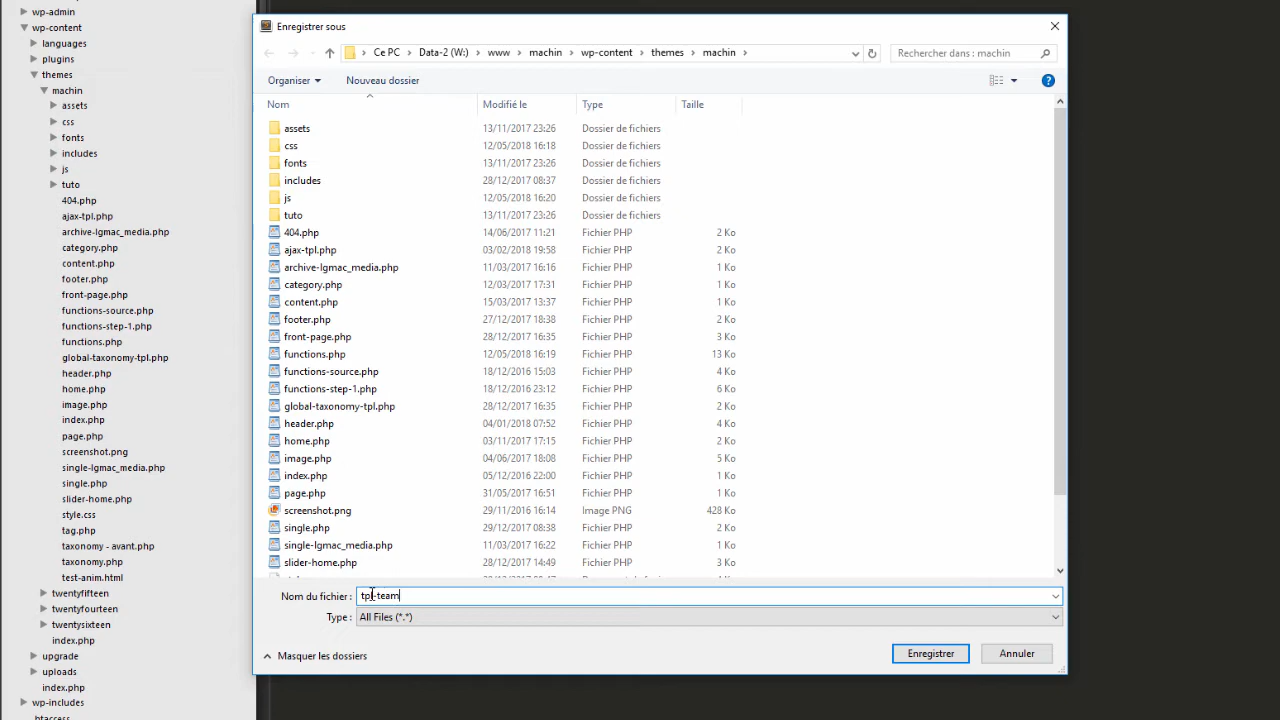 wp-admin
wp-content
languages
plugins
themes
machin
assets
css
fonts
includes
js
tuto
404.php
ajax-tpl.php
archive-lgmac_media.php
category.php
content.php
footer.php
front-page.php
functions-source.php
functions-step-1.php
functions.php
global-taxonomy-tpl.php
header.php
home.php
image.php
index.php
page.php
screenshot.png
single-lgmac_media.php
single.php
slider-home.php
style.css
tag.php
taxonomy - avant.php
taxonomy.php
test-anim.html
twentyfifteen
twentyfourteen
twentysixteen
index.php
upgrade
uploads
index.php
wp-includes
htaccess
Enregistrer sous
Ce PC > Data-2 (W:) > www > machin > wp-content > themes > machin >
Rechercher dans : machin
Organiser Nouveau dossier
Nom Modifié le Type Taille
assets 13/11/2017 23:26 Dossier de fichiers
css 12/05/2018 16:18 Dossier de fichiers
fonts 13/11/2017 23:26 Dossier de fichiers
includes 28/12/2017 08:37 Dossier de fichiers
js 12/05/2018 16:20 Dossier de fichiers
tuto 13/11/2017 23:26 Dossier de fichiers
404.php 14/06/2017 11:21 Fichier PHP 2 Ko
ajax-tpl.php 03/02/2018 19:58 Fichier PHP 2 Ko
archive-lgmac_media.php 11/03/2017 16:16 Fichier PHP 1 Ko
category.php 12/03/2017 17:31 Fichier PHP 1 Ko
content.php 15/03/2017 13:37 Fichier PHP 1 Ko
footer.php 27/12/2017 18:38 Fichier PHP 2 Ko
front-page.php 28/12/2017 16:35 Fichier PHP 3 Ko
functions.php 12/05/2018 16:19 Fichier PHP 13 Ko
functions-source.php 18/12/2016 15:03 Fichier PHP 4 Ko
functions-step-1.php 18/12/2016 23:12 Fichier PHP 6 Ko
global-taxonomy-tpl.php 28/12/2017 16:35 Fichier PHP 2 Ko
header.php 04/01/2018 07:52 Fichier PHP 4 Ko
home.php 03/11/2017 17:15 Fichier PHP 2 Ko
image.php 04/06/2017 18:08 Fichier PHP 5 Ko
index.php 05/12/2016 22:00 Fichier PHP 1 Ko
page.php 31/05/2017 16:51 Fichier PHP 1 Ko
screenshot.png 29/11/2016 16:14 Image PNG 428 Ko
single.php 29/12/2017 08:38 Fichier PHP 2 Ko
single-lgmac_media.php 11/03/2017 16:22 Fichier PHP 1 Ko
slider-home.php 28/12/2017 14:49 Fichier PHP 3 Ko
Nom du fichier : tpl-team
Type : All Files (*.*)
Masquer les dossiers Enregistrer Annuler